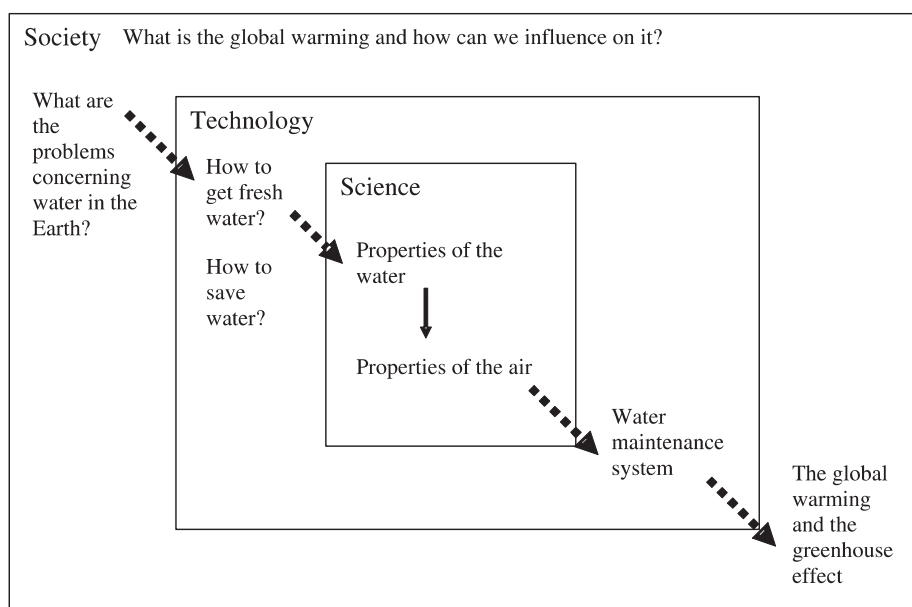 Society What is the global warming and how can we influence on it?
What are
the
problems
concerning
water in the
Earth?
Technology
How to
get fresh
water?
How to
save
water?
Science
Properties of the
water
Properties of the air
Water
maintenance
system
The global
warming
and the
greenhouse
effect